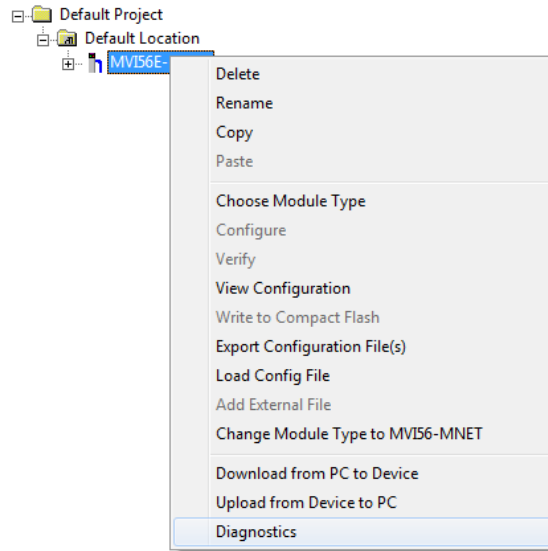 Default Project
Default Location
MVI56E-
Delete
Rename
Copy
Paste
Choose Module Type
Configure
Verify
View Configuration
Write to Compact Flash
Export Configuration File(s)
Load Config File
Add External File
Change Module Type to MVI56-MNET
Download from PC to Device
Upload from Device to PC
Diagnostics